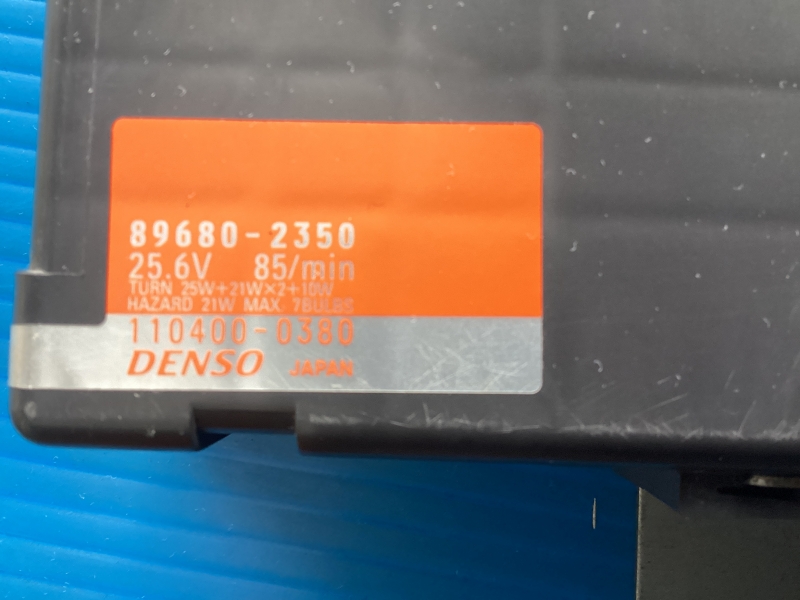 89680-2350
25.6V 85/min
TURN 25W+21W×2+10W
HAZARD 21W MAX. 7BULBS
110400-0380
DENSO JAPAN